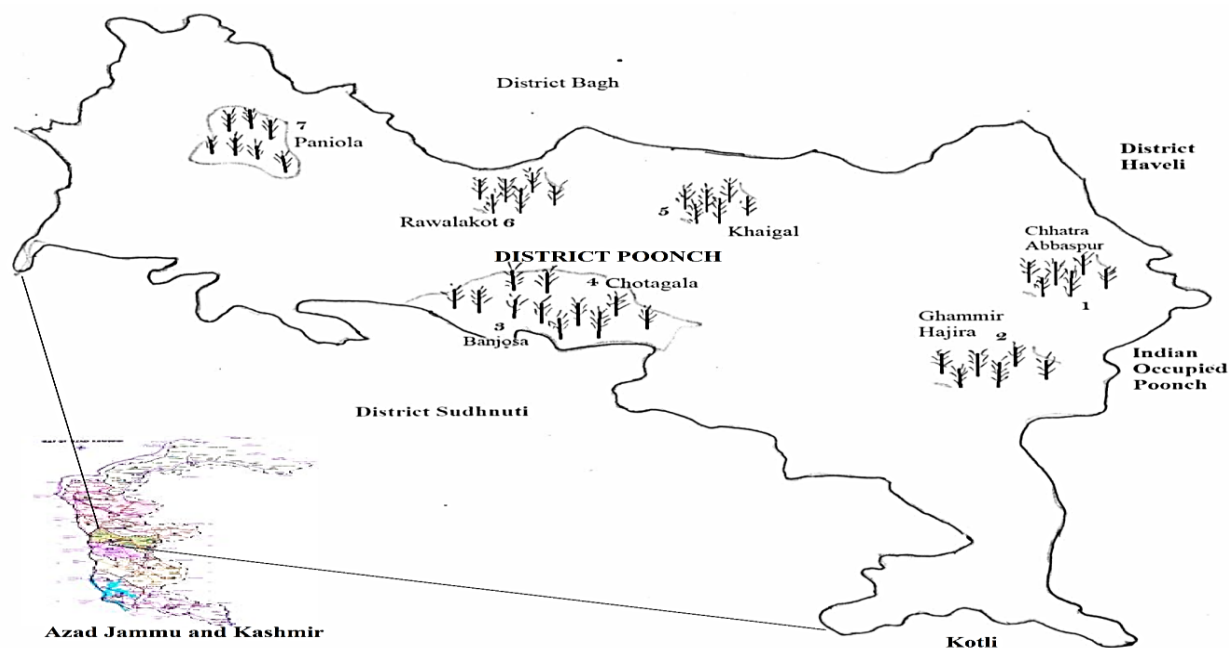 District Bagh
7
Paniola
District
Haveli
Rawalakot 6
5
Khaigal
Chhatra
Abbaspur
1
DISTRICT POONCH
4 Chotagala
3
Banjosa
Ghammir
Hajira
2
Indian
Occupied
Poonch
District Sudhnuti
Azad Jammu and Kashmir
Kotli